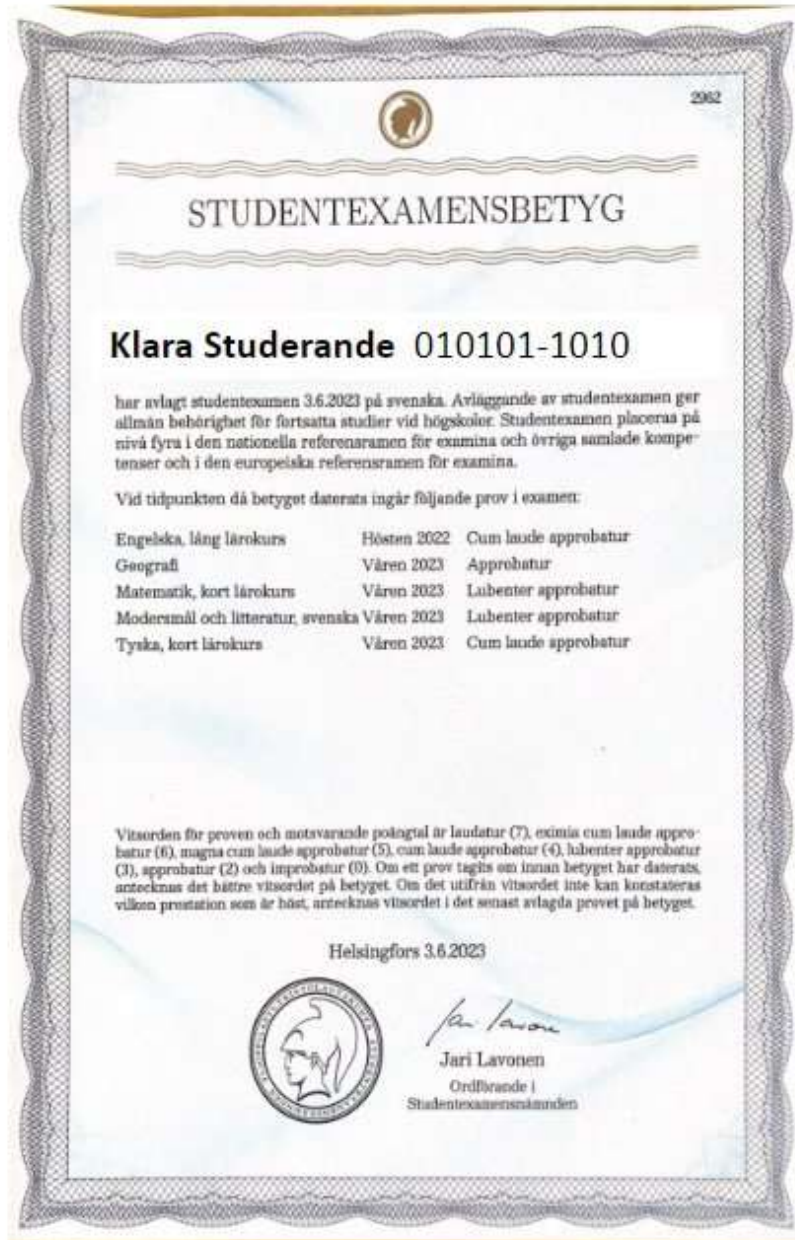 2962
STUDENTEXAMENSBETYG
Klara Studerande 010101-1010
har avlagt studentexamen 3.6.2023 på svenska. Avläggande av studentexamen ger
allmän behörighet för fortsatta studier vid högskolor. Studentexamen placeras på
nivå fyra i den nationella referensramen för examina och övriga samlade kompe-
tenser och i den europeiska referensramen för examina.
Vid tidpunkten då betyget daterats ingår följande prov i examen:
Engelska, lång lärokurs Hösten 2022 Cum laude approbatur
Geografi Våren 2023 Approbatur
Matematik, kort lärokurs Våren 2023 Lubenter approbatur
Modersmål och litteratur, svenska Våren 2023 Lubenter approbatur
Tyska, kort lärokurs Våren 2023 Cum laude approbatur
Vitsorden för proven och motsvarande poängtal är laudatur (7), eximia cum laude appro-
batur (6), magna cum laude approbatur (5), cum laude approbatur (4), lubenter approbatur
(3), approbatur (2) och improbatur (0). Om ett prov tagits om innan betyget har daterats,
antecknas det bättre vitsordet på betyget. Om det utifrån vitsordet inte kan konstateras
vilken prestation som är bäst, antecknas vitsordet i det senast avlagda provet på betyget.
Helsingfors 3.6.2023
Jari Lavonen
Ordförande i
Studentexamensnämnden